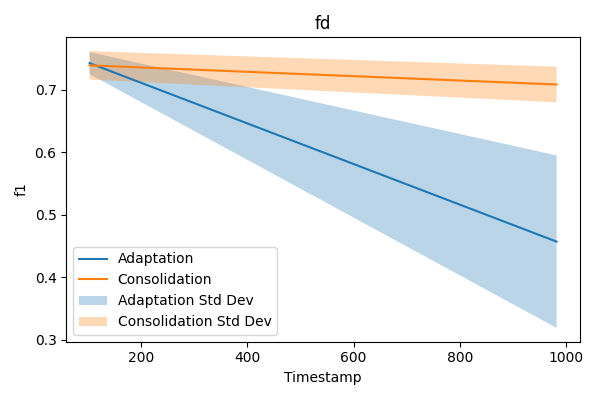 fd
f1
0.7
0.6
0.5
0.4
0.3
Adaptation
Consolidation
Adaptation Std Dev
Consolidation Std Dev
200
400
600
800
1000
Timestamp